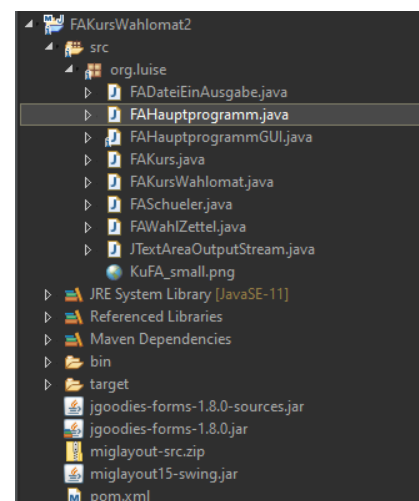 FAKursWahlomat2
src
org.luise
FADateiEinAusgabe.java
FAHauptprogramm.java
FAHauptprogrammGUI.java
FAKurs.java
FAKursWahlomat.java
FASchueler.java
FAWahlZettel.java
JTextAreaOutputStream.java
KuFA_small.png
JRE System Library [JavaSE-11]
Referenced Libraries
Maven Dependencies
bin
target
jgoodies-forms-1.8.0-sources.jar
jgoodies-forms-1.8.0.jar
miglayout-src.zip
miglayout15-swing.jar
pom.xml